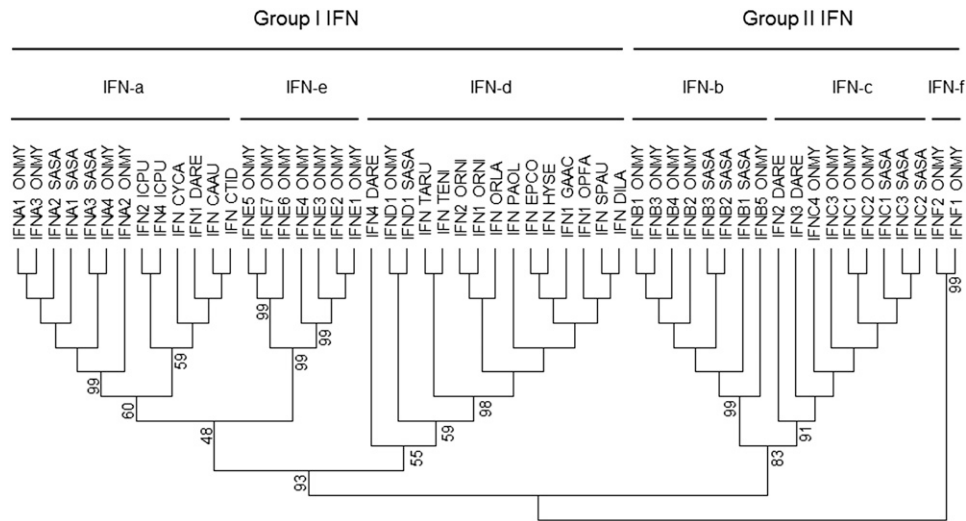 Group I IFN
Group II IFN
IFN-a
IFN-e
IFN-d
IFN-b
IFN-c
IFN-f
IFNA1 ONMY
IFNA3 ONMY
IFNA2 SASA
IFNA1 SASA
IFNA3 SASA
IFNA4 ONMY
IFNA2 ONMY
IFN2 ICPU
IFN4 ICPU
IFN CYCA
IFN1 DARE
IFN CAAU
IFN CTID
IFNE5 ONMY
IFNE7 ONMY
IFNE6 ONMY
IFNE4 ONMY
IFNE3 ONMY
IFNE2 ONMY
IFNE1 ONMY
IFN4 DARE
IFND1 ONMY
IFND1 SASA
IFN TARU
IFN TENI
IFN2 ORNI
IFN1 ORNI
IFN ORLA
IFN PAOL
IFN EPCO
IFN HYSE
IFN1 GAAC
IFN1 OPFA
IFN SPAU
IFN DILA
IFNB1 ONMY
IFNB3 ONMY
IFNB4 ONMY
IFNB2 ONMY
IFNB3 SASA
IFNB2 SASA
IFNB1 SASA
IFNB5 ONMY
IFN2 DARE
IFN3 DARE
IFNC4 ONMY
IFNC3 ONMY
IFNC1 ONMY
IFNC2 ONMY
IFNC1 SASA
IFNC3 SASA
IFNC2 SASA
IFNF2 ONMY
IFNF1 ONMY
99
99
99
59
99
99
60
98
99
48
59
91
55
83
93